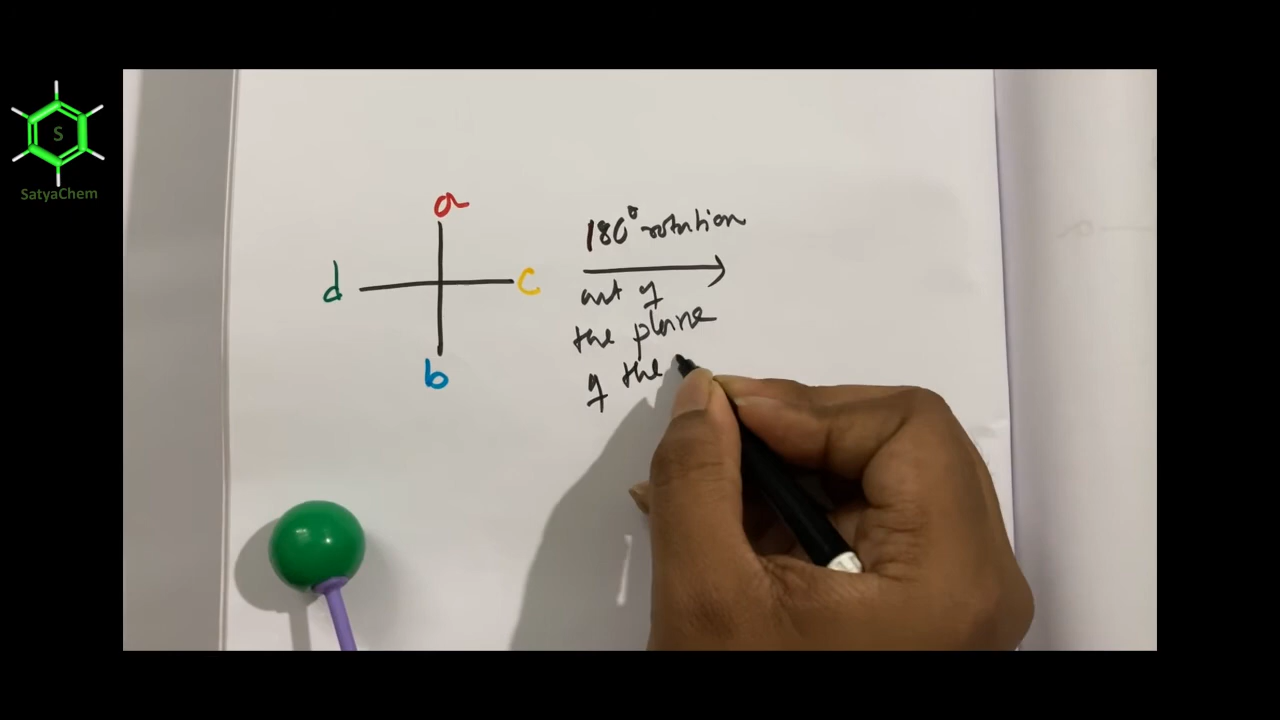 S
SatyaChem
a
d
c
b
180° rotation
out of
the plane
of the